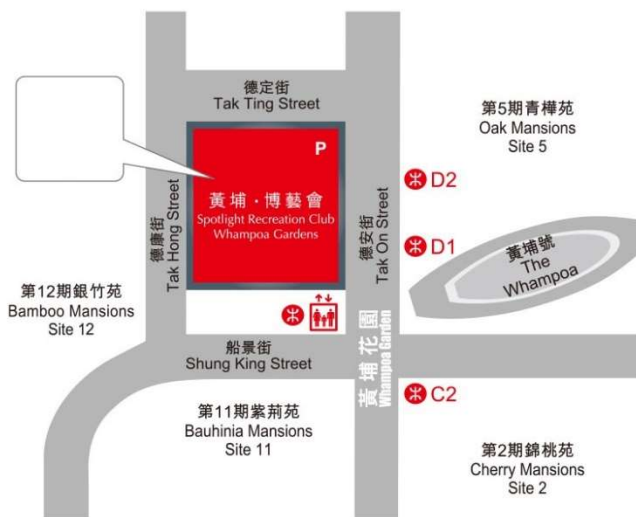 德定街
Tak Ting Street
第5期青樺苑
Oak Mansions
Site 5
P
黃埔・博藝會
Spotlight Recreation Club
Whampoa Gardens
德康街
Tak Hong Street
德安街
Tak On Street
D2
D1
黃埔號
The
Whampoa
第12期銀竹苑
Bamboo Mansions
Site 12
船景街
Shung King Street
黃埔花園
Whampoa Garden
C2
第11期紫荊苑
Bauhinia Mansions
Site 11
第2期錦桃苑
Cherry Mansions
Site 2